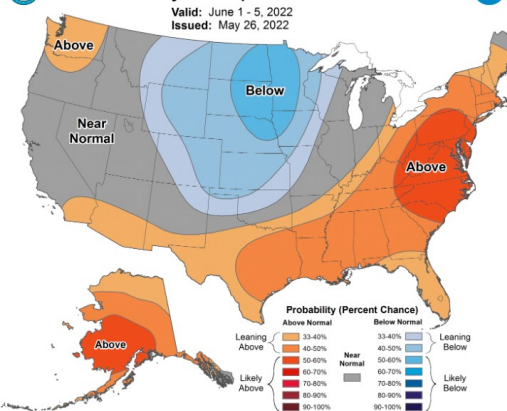 Valid: June 1 - 5, 2022
Issued: May 26, 2022
Above
Below
Near
Normal
Above
Above
Probability (Percent Chance)
Above Normal
Below Normal
Leaning
Above
33-40%
40-50%
50-60%
60-70%
70-80%
80-90%
90-100%
Likely
Above
Near
Normal
33-40%
40-50%
50-60%
60-70%
70-80%
80-90%
90-100%
Leaning
Below
Likely
Below